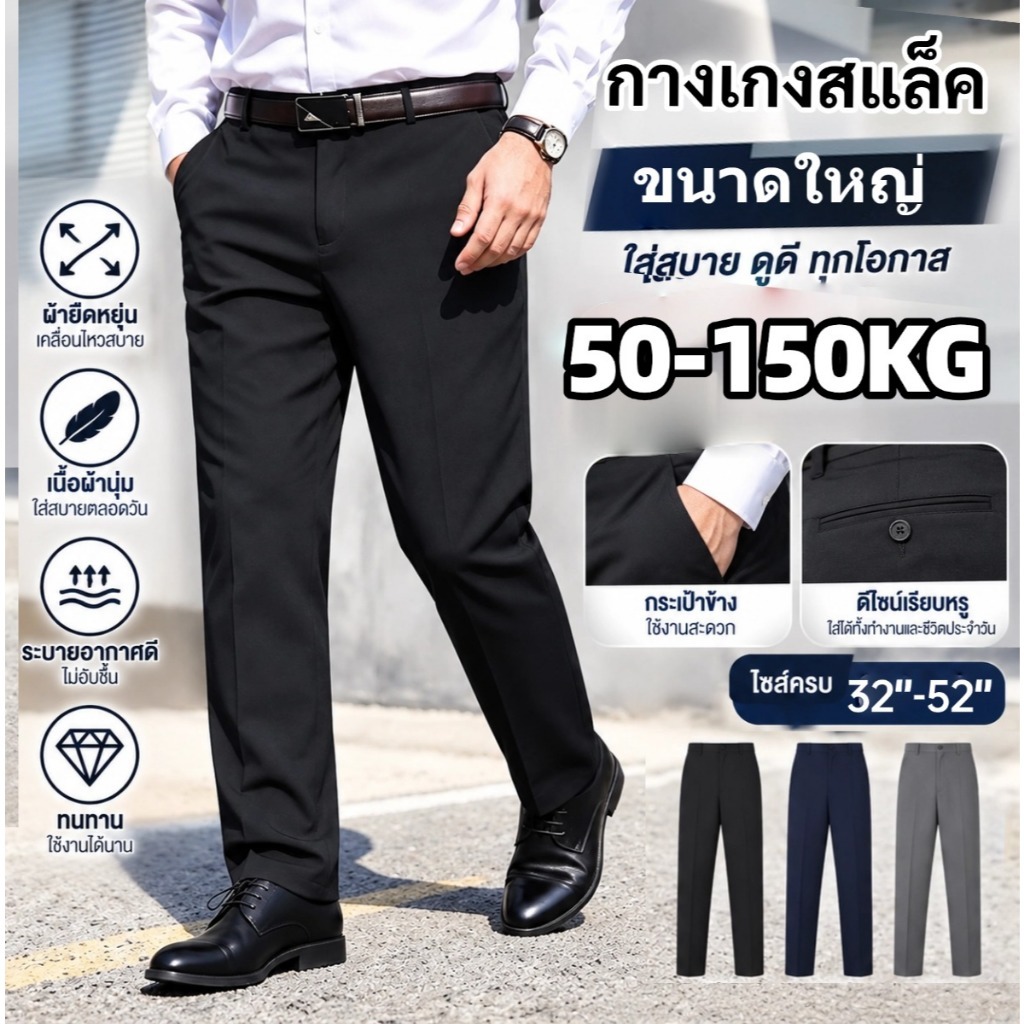 กางเกงสแล็ค
ขนาดใหญ่
ใส่สบาย ดูดี ทุกโอกาส
50-150KG
ผ้ายืดหยุ่น
เคลื่อนไหวสบาย
เนื้อผ้านุ่ม
ใส่สบายตลอดวัน
ระบายอากาศดี
ไม่อับชื้น
ทนทาน
ใช้งานได้นาน
กระเป๋าข้าง
ใช้งานสะดวก
ดีไซน์เรียบหรู
ใส่ได้ทั้งทำงานและชีวิตประจำวัน
ไซส์ครบ 32"-52"